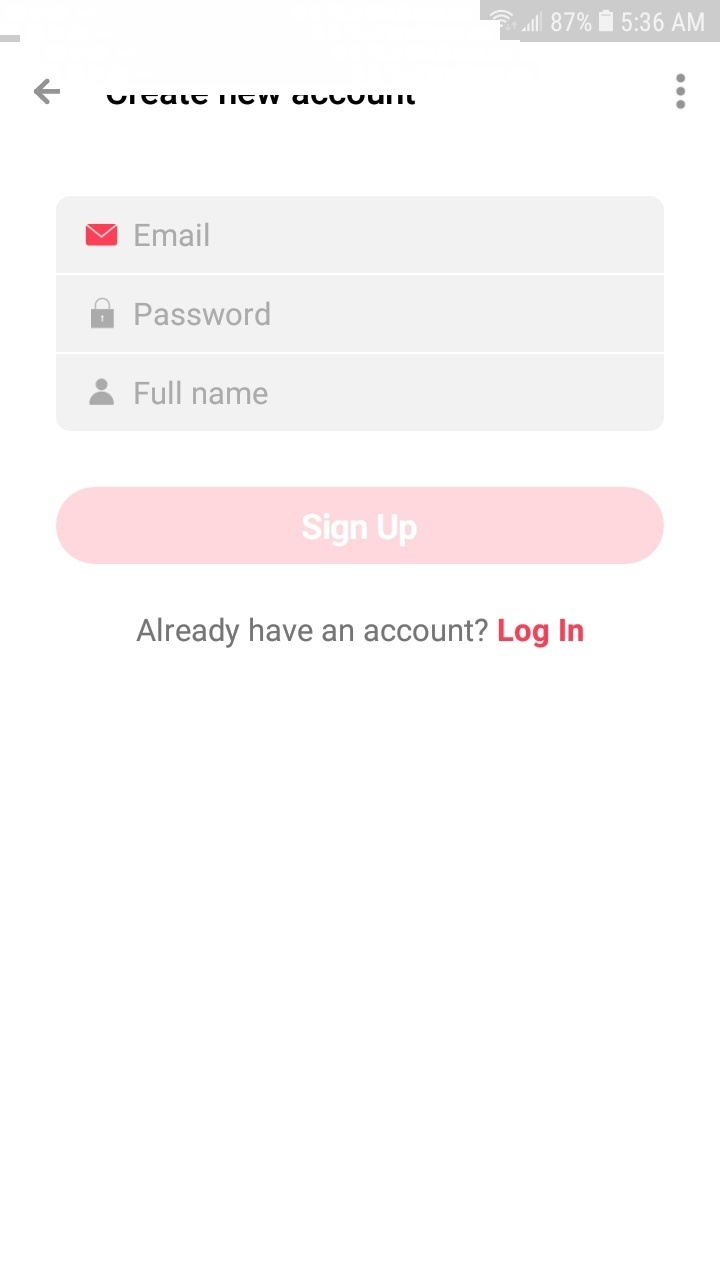 87% 5:36 AM
Create new account
Email
Password
Full name
Sign Up
Already have an account? Log In